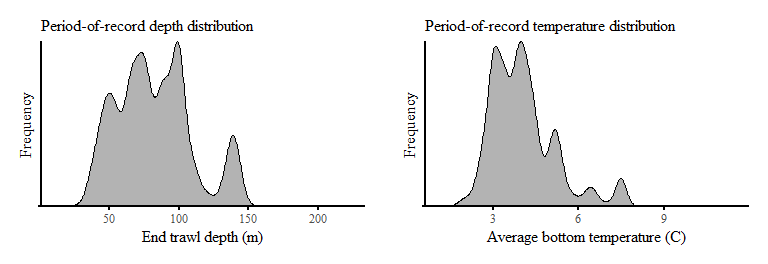 Period-of-record depth distribution
Frequency
50 100 150 200
End trawl depth (m)
Period-of-record temperature distribution
Frequency
3 6 9
Average bottom temperature (C)